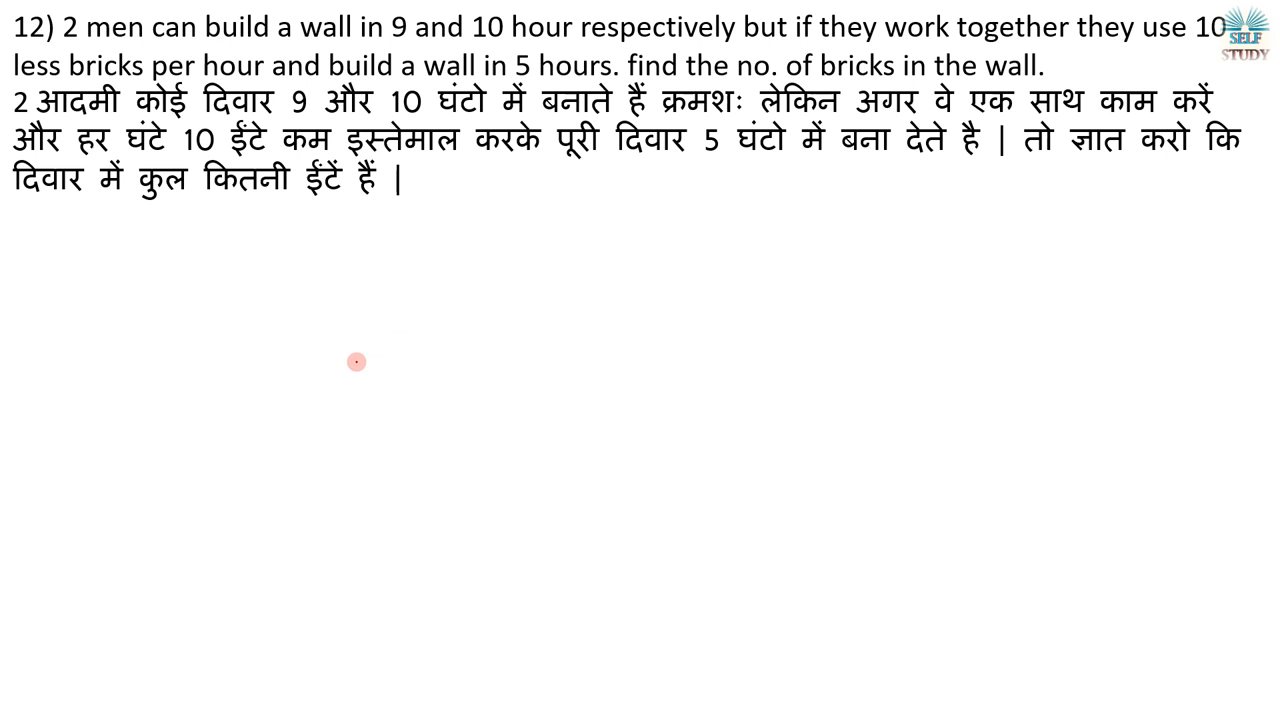 12) 2 men can build a wall in 9 and 10 hour respectively but if they work together they use 10
less bricks per hour and build a wall in 5 hours. find the no. of bricks in the wall.
2 आदमी कोई दिवार 9 और 10 घंटो में बनाते हैं क्रमशः लेकिन अगर वे एक साथ काम करें
और हर घंटे 10 ईंटे कम इस्तेमाल करके पूरी दिवार 5 घंटो में बना देते है | तो ज्ञात करो कि
दिवार में कुल कितनी ईंटें हैं |
SELF
STUDY